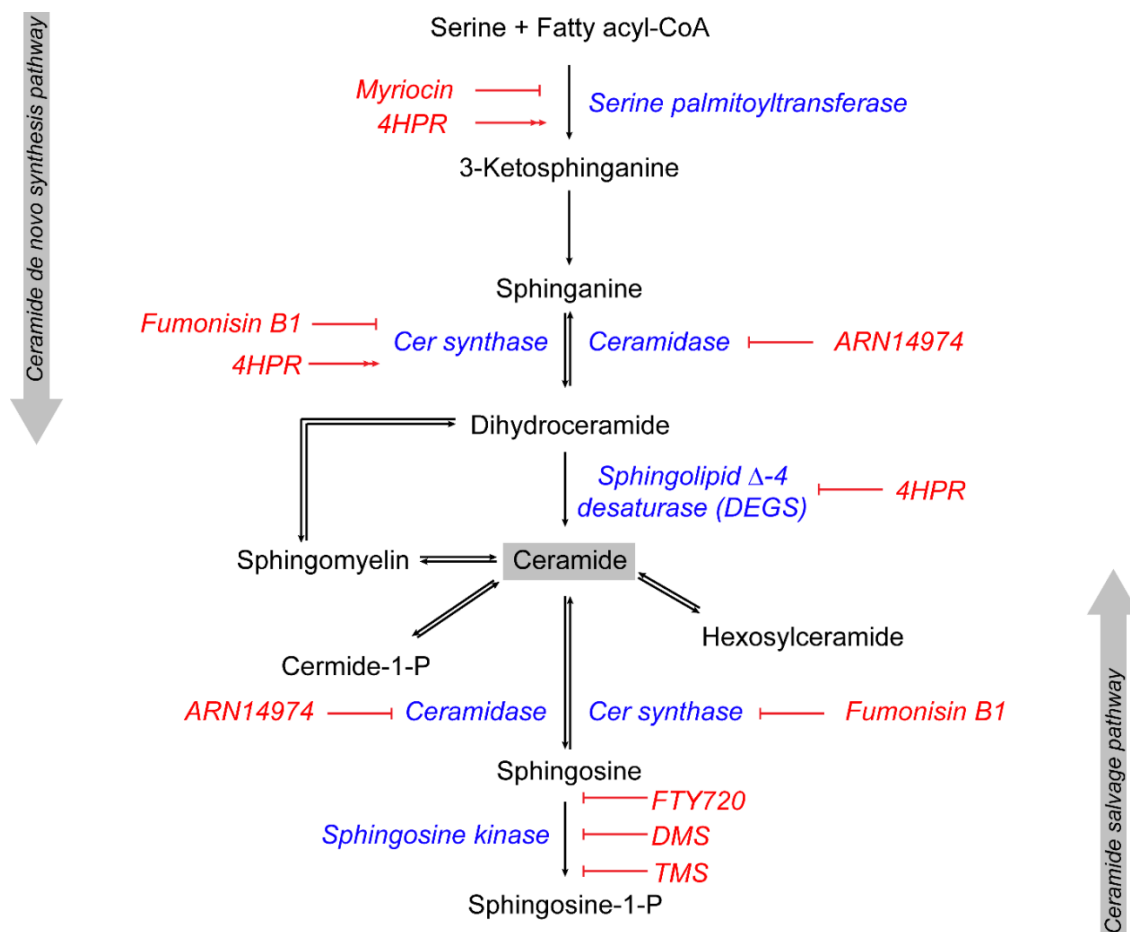 Ceramide de novo synthesis pathway
Serine + Fatty acyl-CoA
Myriocin
4HPR
Serine palmitoyltransferase
3-Ketosphinganine
Sphinganine
Fumonisin B1
4HPR
Cer synthase
Ceramidase
ARN14974
Dihydroceramide
Sphingolipid Δ-4
desaturase (DEGS)
4HPR
Sphingomyelin
Ceramide
Hexosylceramide
Cermide-1-P
ARN14974
Ceramidase
Cer synthase
Fumonisin B1
Sphingosine
FTY720
Sphingosine kinase
DMS
TMS
Sphingosine-1-P
Ceramide salvage pathway